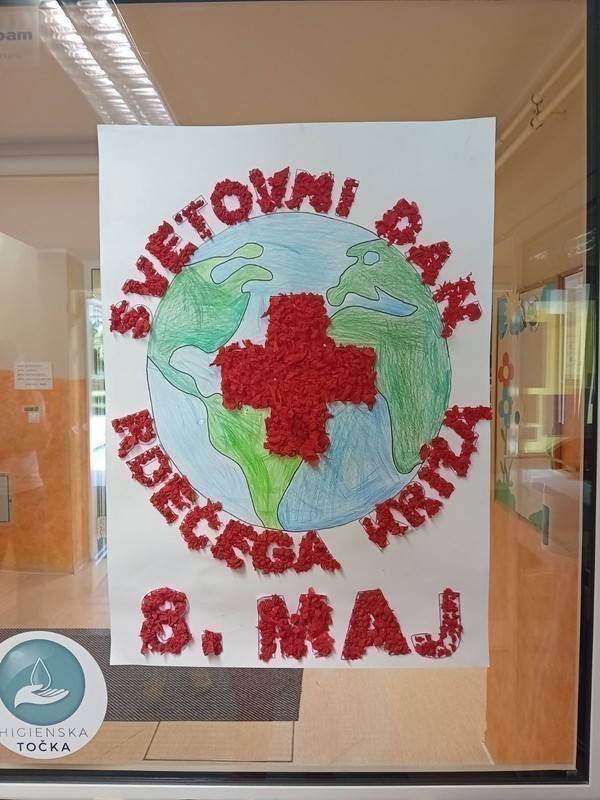 SVETOVNI DAN
RDEČEGA KRIŽA
8. MAJ
HIGIENSKA
TOČKA